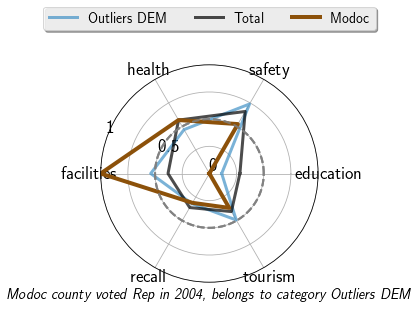 Outliers DEM Total Modoc
health safety
1
0.5
0
facilities education
recall tourism
Modoc county voted Rep in 2004, belongs to category Outliers DEM